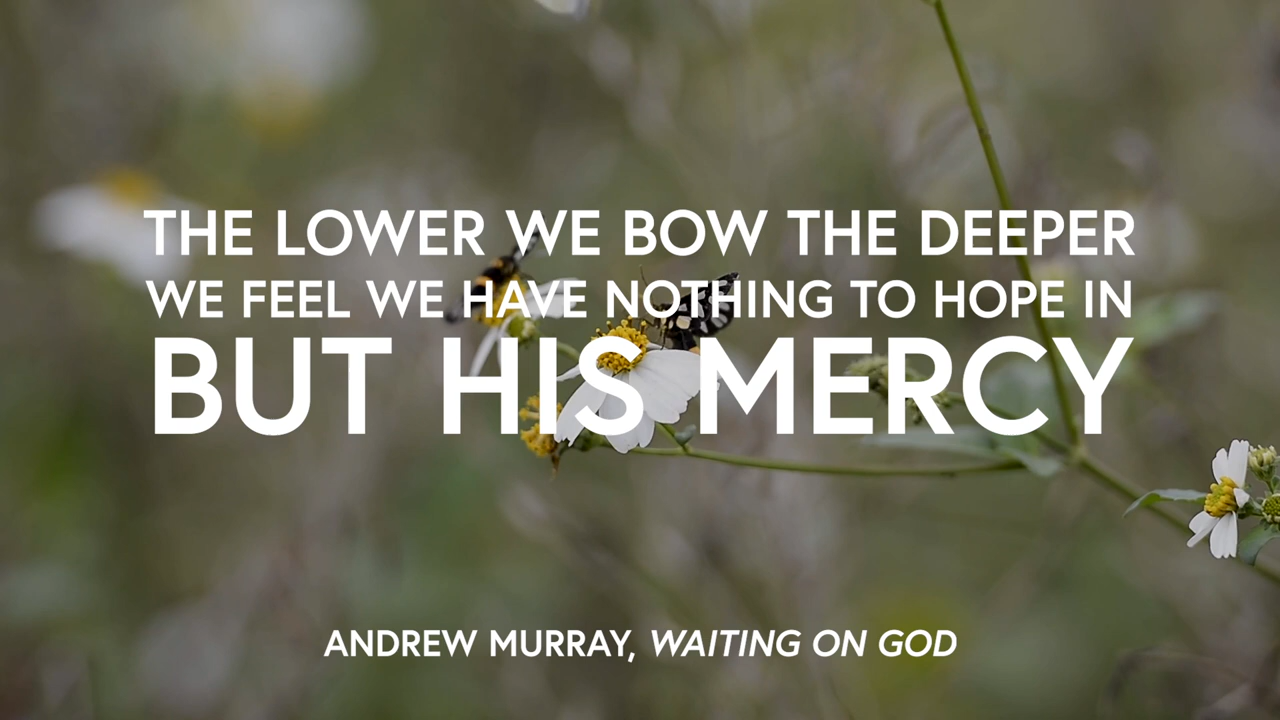 THE LOWER WE BOW THE DEEPER
WE FEEL WE HAVE NOTHING TO HOPE IN
BUT HIS MERCY
ANDREW MURRAY, WAITING ON GOD